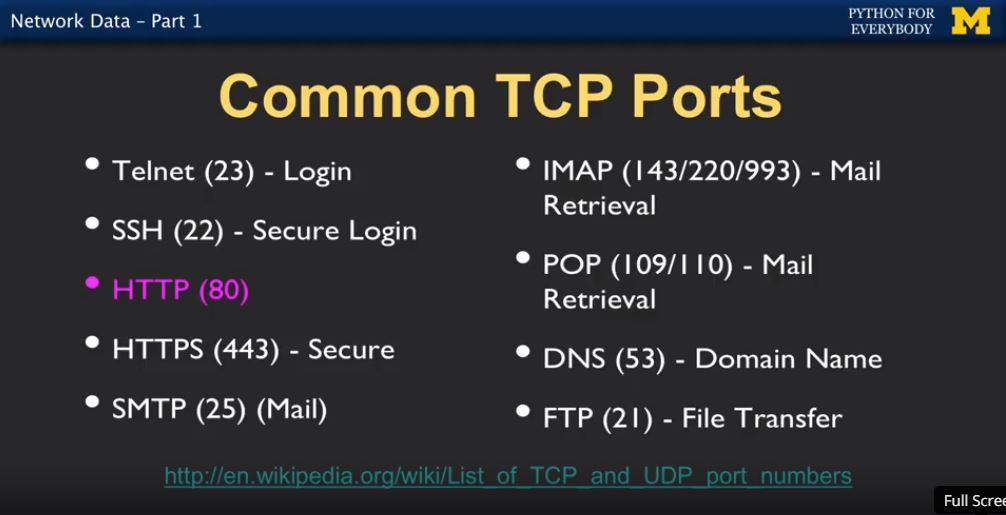 Network Data – Part 1
PYTHON FOR
EVERYBODY
M
Common TCP Ports
• Telnet (23) - Login
• SSH (22) - Secure Login
• HTTP (80)
• HTTPS (443) - Secure
• SMTP (25) (Mail)
• IMAP (143/220/993) - Mail
Retrieval
• POP (109/110) - Mail
Retrieval
• DNS (53) - Domain Name
• FTP (21) - File Transfer
http://en.wikipedia.org/wiki/List_of_TCP_and_UDP_port_numbers
Full Scree